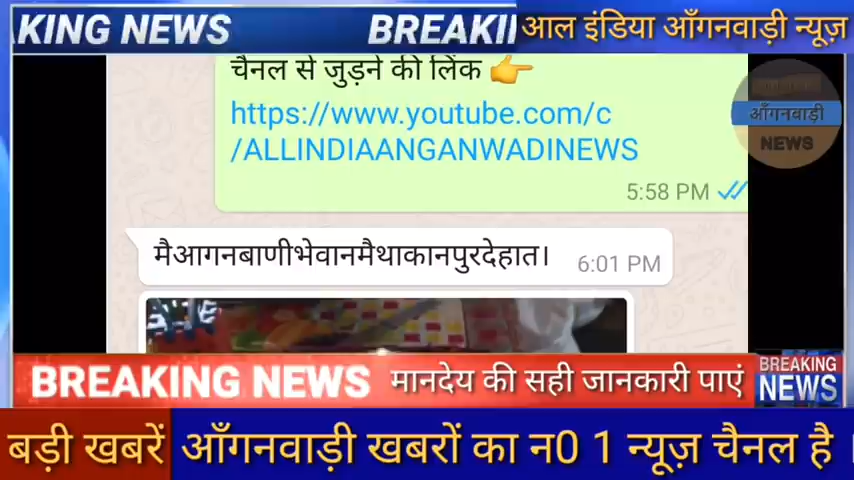 KING NEWS
BREAKI
आल इंडिया आँगनवाड़ी न्यूज़
चैनल से जुड़ने की लिंक 👉
https://www.youtube.com/c
/ALLINDIAANGANWADINEWS
5:58 PM
आँगनवाड़ी
NEWS
मैआगनबाणीभेवानमैथाकानपुरदेहात।
6:01 PM
BREAKING NEWS
मानदेय की सही जानकारी पाएं
BREAKING
NEWS
बड़ी खबरें
आँगनवाड़ी खबरों का न0 1 न्यूज़ चैनल है ।